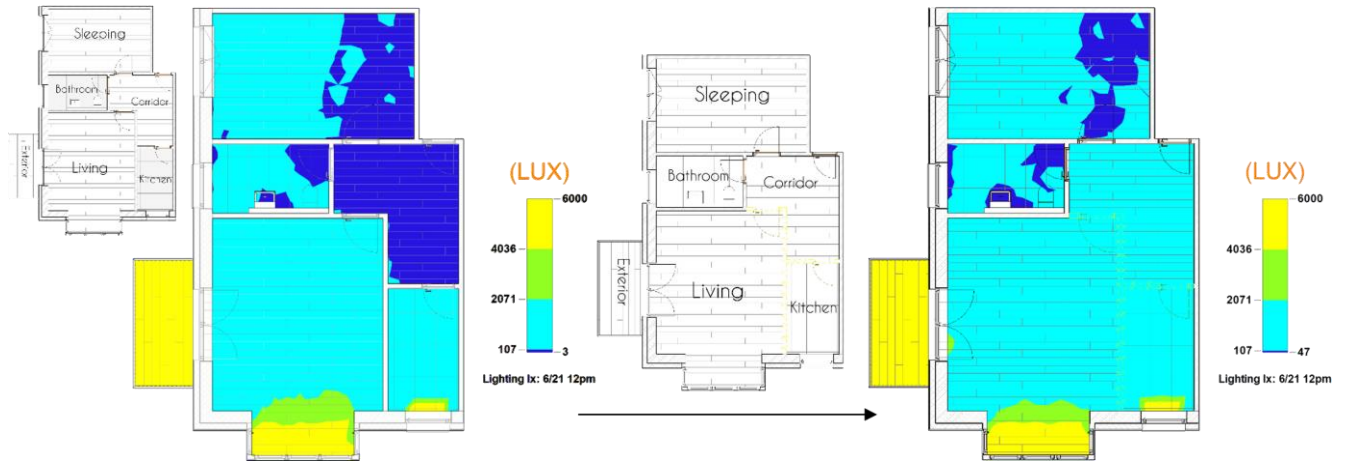 Sleeping
Bathroom
Corridor
Exterior
Living
Kitchen
(LUX)
6000
4036
2071
107
3
Lighting lx: 6/21 12pm
Sleeping
Bathroom
Corridor
Exterior
Living
Kitchen
(LUX)
6000
4036
2071
107
47
Lighting lx: 6/21 12pm